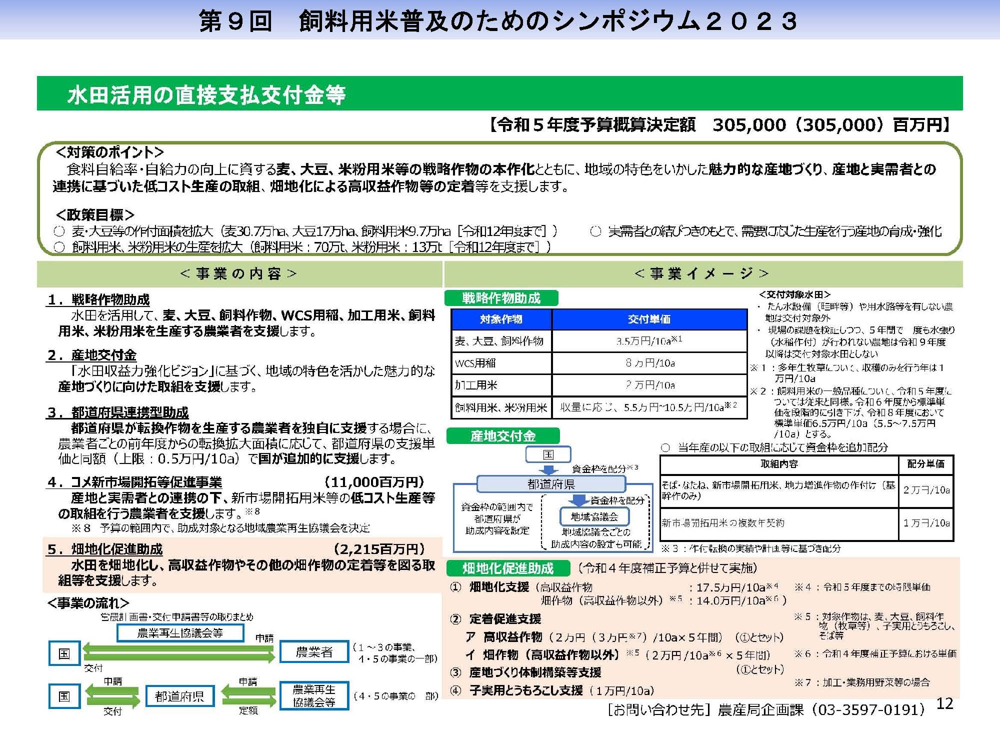 第９回　飼料用米普及のためのシンポジウム２０２３
水田活用の直接支払交付金等
【令和５年度予算概算決定額　305,000（305,000）百万円】
＜対策のポイント＞
食料自給率・自給力の向上に資する麦、大豆、米粉用米等の戦略作物の本作化とともに、地域の特色をいかした魅力的な産地づくり、産地と実需者との
連携に基づいた低コスト生産の取組、畑地化による高収益作物等の定着等を支援します。
＜政策目標＞
○ 麦・大豆等の作付面積を拡大（麦30.7万ha、大豆17万ha、飼料用米9.7万ha［令和12年度まで］）
○ 実需者との結びつきのもとで、需要に応じた生産を行う産地の育成・強化
○ 飼料用米、米粉用米の生産を拡大（飼料用米：70万t、米粉用米：13万t［令和12年度まで］）
＜事業の内容＞
１．戦略作物助成
水田を活用して、麦、大豆、飼料作物、WCS用稲、加工用米、飼料
用米、米粉用米を生産する農業者を支援します。
２．産地交付金
「水田収益力強化ビジョン」に基づく、地域の特色を活かした魅力的な
産地づくりに向けた取組を支援します。
３．都道府県連携型助成
都道府県が転換作物を生産する農業者を独自に支援する場合に、
農業者ごとの前年度からの転換拡大面積に応じて、都道府県の支援単
価と同額（上限：0.5万円/10a）で国が追加的に支援します。
４．コメ新市場開拓等促進事業　（11,000百万円）
産地と実需者との連携の下、新市場開拓用米等の低コスト生産等
の取組を行う農業者を支援します。※８
※８　予算の範囲内で、助成対象となる地域農業再生協議会を決定
５．畑地化促進助成　（2,215百万円）
水田を畑地化し、高収益作物やその他の畑作物の定着等を図る取
組等を支援します。
＜事業の流れ＞
営農計画書・交付申請書等の取りまとめ
農業再生協議会等
申請
国
農業者
（１～３の事業、
４・５の事業の一部）
交付
申請
申請
国
都道府県
農業再生
協議会等
（４・５の事業の　部）
交付
定額
＜事業イメージ＞
戦略作物助成
対象作物　交付単価
麦、大豆、飼料作物　3.5万円/10a※1
WCS用稲　８万円/10a
加工用米　２万円/10a
飼料用米、米粉用米　収量に応じ、5.5万円~10.5万円/10a※２
＜交付対象水田＞
・ たん水設備（畦畔等）や用水路等を有しない農
地は交付対象外
・ 現場の課題を検証しつつ、５年間で　度も水張り
（水稲作付）が行われない農地は令和９年度
以降は交付対象水田としない
※１：多年生牧草について、収穫のみを行う年は１
万円/10a
※２：飼料用米の一般品種について、令和５年度に
ついては従来と同様。令和６年度から標準単
価を段階的に引き下げ、令和８年度において
標準単価6.5万円/10a（5.5～7.5万円
/10a）とする。
産地交付金
国
資金枠を配分※３
都道府県
資金枠の範囲内で
都道府県が
助成内容を設定
資金枠を配分
地域協議会
地域協議会ごとの
助成内容の設定も可能
○ 当年産の以下の取組に応じて資金枠を追加配分
取組内容　配分単価
そば・なたね、新市場開拓用米、地力増進作物の作付け（基
幹作のみ）　２万円/10a
新市場開拓用米の複数年契約　１万円/10a
※３：作付転換の実績や計画等に基づき配分
畑地化促進助成　（令和４年度補正予算と併せて実施）
① 畑地化支援（高収益作物　：17.5万円/10a※４
畑作物（高収益作物以外）※５：14.0万円/10a※６）
② 定着促進支援
ア 高収益作物（２万円（３万円※７）/10a×５年間）（①とセット）
イ 畑作物（高収益作物以外）※５（２万円/10a※６×５年間）
（①とセット）
③ 産地づくり体制構築等支援
④ 子実用とうもろこし支援（１万円/10a）
※４：令和５年度までの時限単価
※５：対象作物は、麦、大豆、飼料作
物（牧草等）、子実用とうもろこし、
そば等
※６：令和４年度補正予算における単価
※７：加工・業務用野菜等の場合
［お問い合わせ先］農産局企画課（03-3597-0191）
12